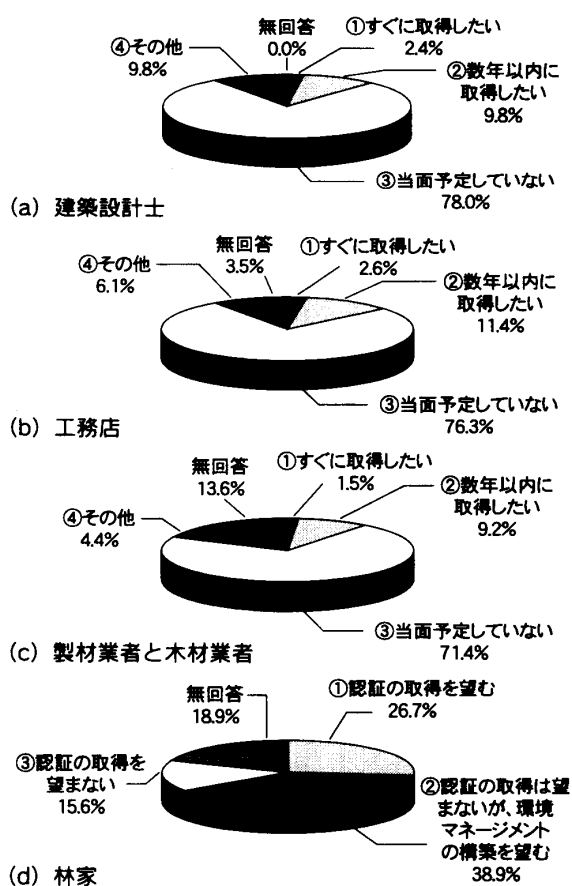 無回答
0.0%
①すぐに取得したい
2.4%
④その他
9.8%
②数年以内に
取得したい
9.8%
③当面予定していない
78.0%
(a) 建築設計士
無回答
3.5%
①すぐに取得したい
2.6%
④その他
6.1%
②数年以内に
取得したい
11.4%
③当面予定していない
76.3%
(b) 工務店
無回答
13.6%
①すぐに取得したい
1.5%
④その他
4.4%
②数年以内に
取得したい
9.2%
③当面予定していない
71.4%
(c) 製材業者と木材業者
無回答
18.9%
①認証の取得を望む
26.7%
③認証の取得を
望まない
15.6%
②認証の取得は望
まないが、環境
マネージメント
の構築を望む
38.9%
(d) 林家